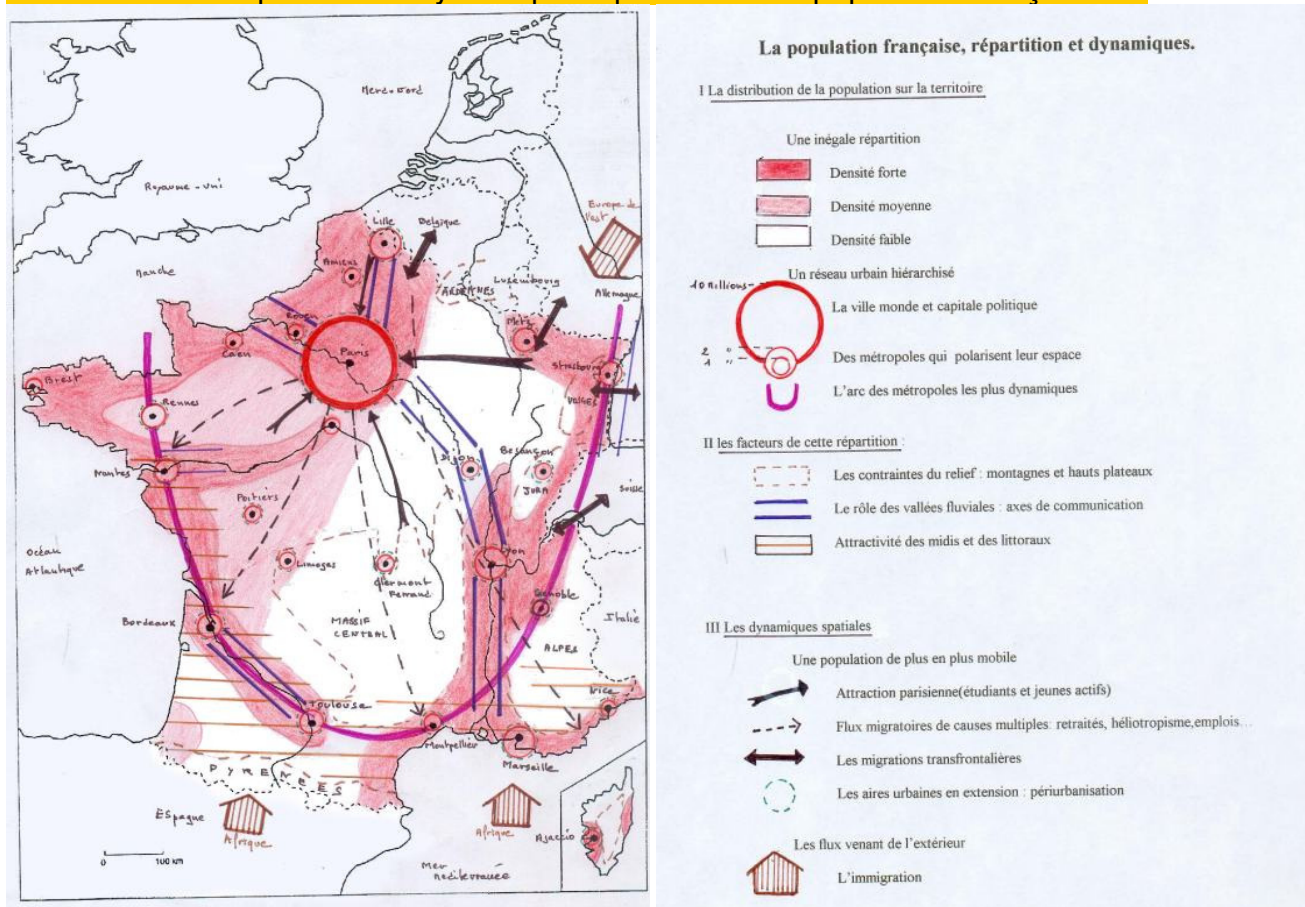 Mer du Nord
Royaume-uni
Europe de
l'est
Lille
Belgique
Manche
Amiens
ARDENNES
Luxembourg
Allemagne
Rouen
Caen
Paris
Metz
Strasbourg
Brest
Rennes
VOSGES
Nantes
Dijon
Besançon
JURA
Suisse
Poitiers
Océan
Atlantique
Limoges
Clermont
Ferrand
Lyon
Grenoble
Italie
Bordeaux
MASSIF
CENTRAL
ALPES
Nice
Toulouse
Montpellier
Marseille
PYRENEES
Espagne
Afrique
Afrique
Ajaccio
0 100 km
Mer
Mediterranée
La population française, répartition et dynamiques.
I La distribution de la population sur la territoire
Une inégale répartition
Densité forte
Densité moyenne
Densité faible
Un réseau urbain hiérarchisé
10 millions
La ville monde et capitale politique
2 "
1 "
Des métropoles qui polarisent leur espace
L'arc des métropoles les plus dynamiques
II les facteurs de cette répartition :
Les contraintes du relief : montagnes et hauts plateaux
Le rôle des vallées fluviales : axes de communication
Attractivité des midis et des littoraux
III Les dynamiques spatiales
Une population de plus en plus mobile
Attraction parisienne(étudiants et jeunes actifs)
Flux migratoires de causes multiples: retraités, héliotropisme,emplois...
Les migrations transfrontalières
Les aires urbaines en extension : périurbanisation
Les flux venant de l'extérieur
L'immigration